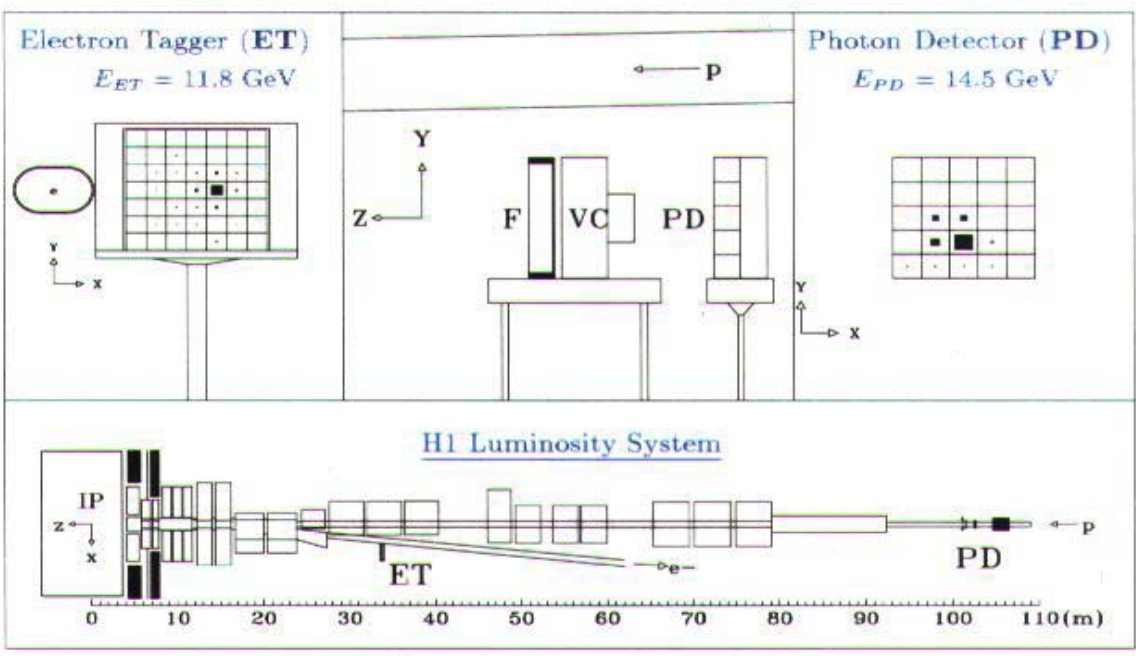 Electron Tagger (ET)
E_ET = 11.8 GeV
Y
X
p
Y
Z
F
VC
PD
Photon Detector (PD)
E_PD = 14.5 GeV
Y
X
H1 Luminosity System
IP
z
x
ET
e-
PD
p
0 10 20 30 40 50 60 70 80 90 100 110(m)